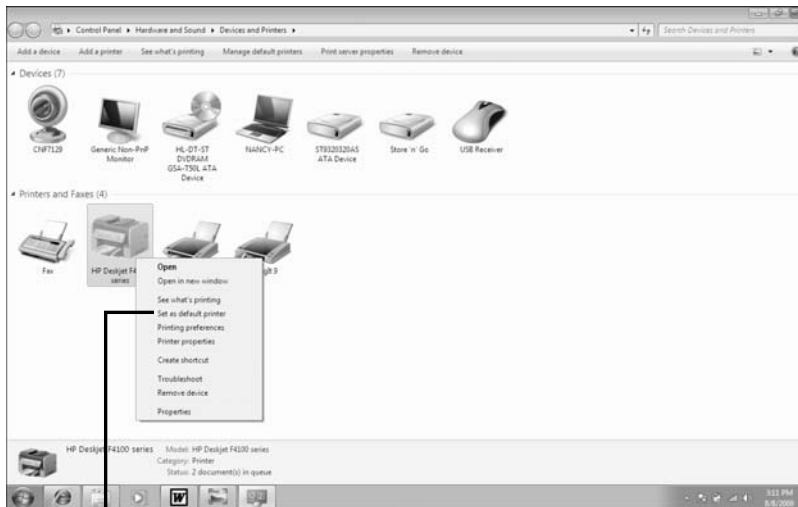 Control Panel ▸ Hardware and Sound ▸ Devices and Printers ▸
Search Devices and Printers
Add a device Add a printer See what's printing Manage default printers Print server properties Remove device
Devices (7)
CNF7129
Generic Non-PnP
Monitor
HL-DT-ST
DVDRAM
GSA-T50L ATA
Device
NANCY-PC
ST9320320AS
ATA Device
Store 'n' Go
USB Receiver
Printers and Faxes (4)
Fax
HP Deskjet F4
series
Open
Open in new window
See what's printing
Set as default printer
Printing preferences
Printer properties
Create shortcut
Troubleshoot
Remove device
Properties
HP Deskjet F4100 series
Model: HP Deskjet F4100 series
Category: Printer
Status: 2 document(s) in queue
3:11 PM
8/8/2009